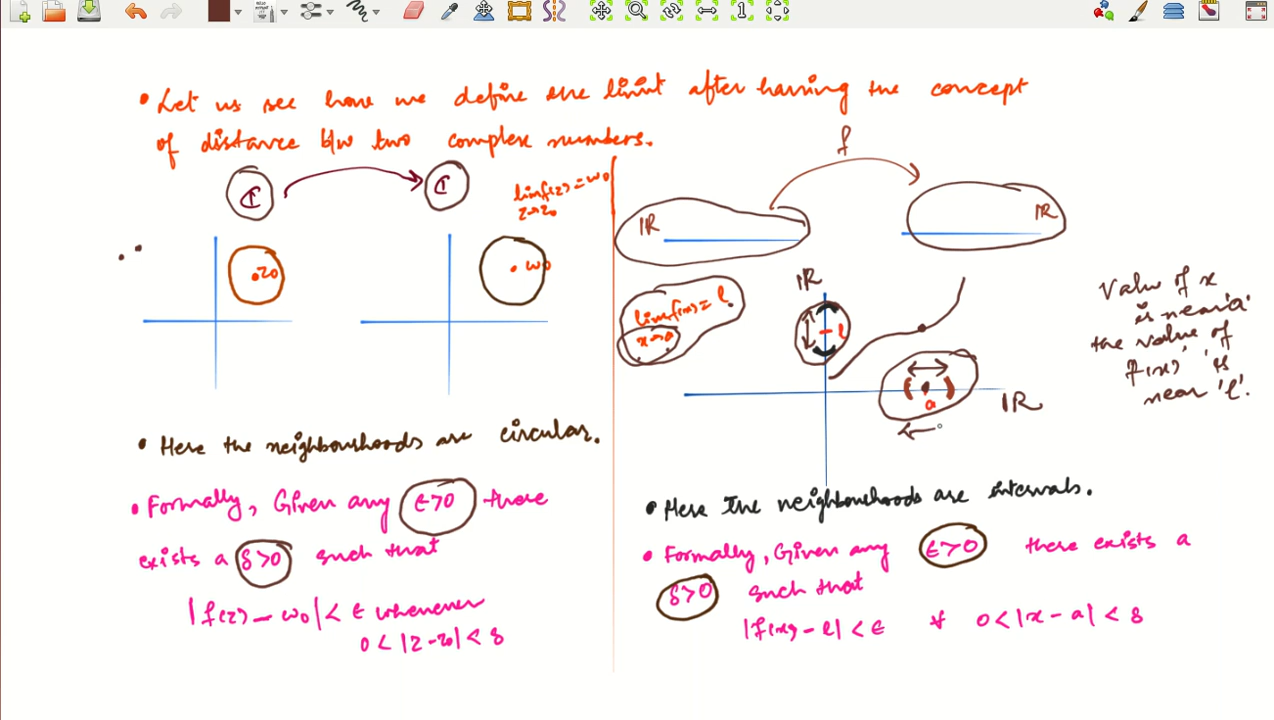 • Let us see how we define the limit after having the concept
of distance b/w two complex numbers.
ℂ
ℂ
lim f(z) = w0
z→z0
•z0
•w0
f
IR
IR
lim f(x) = l
IR
l
a
IR
Value of x
is near 'a'
the value of
f(x)' is
near 'l'.
• Here the neighbourhoods are circular.
• Formally, Given any ϵ>0 there
exists a δ>0 such that
|f(z) - w0| < ϵ whenever
0 < |z - z0| < δ
• Here the neighbourhoods are intervals.
• Formally, Given any ϵ>0 there exists a
δ>0 such that
|f(x) - l| < ϵ ∀ 0 < |x - a| < δ